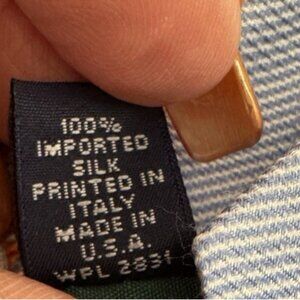 100%
IMPORTED
SILK
PRINTED IN
ITALY
MADE IN
U.S.A.
WPL 2831